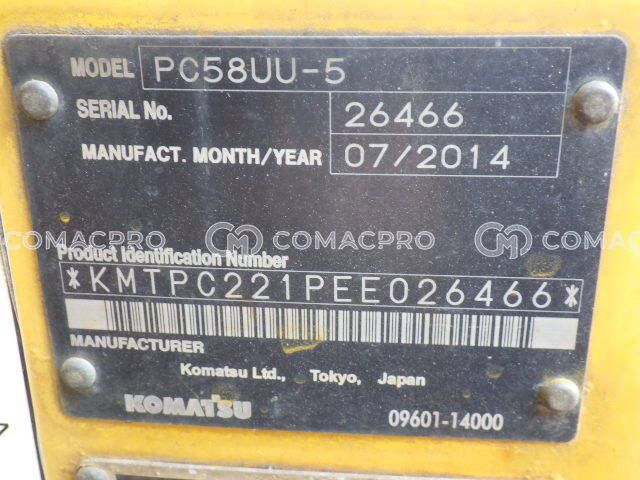 MODEL PC58UU-5
SERIAL No. 26466
MANUFACT. MONTH/YEAR 07/2014
COMACPRO COMACPRO
Product Identification Number
*KMTPC221PEE026466*
MANUFACTURER
Komatsu Ltd., Tokyo, Japan
KOMATSU 09601-14000